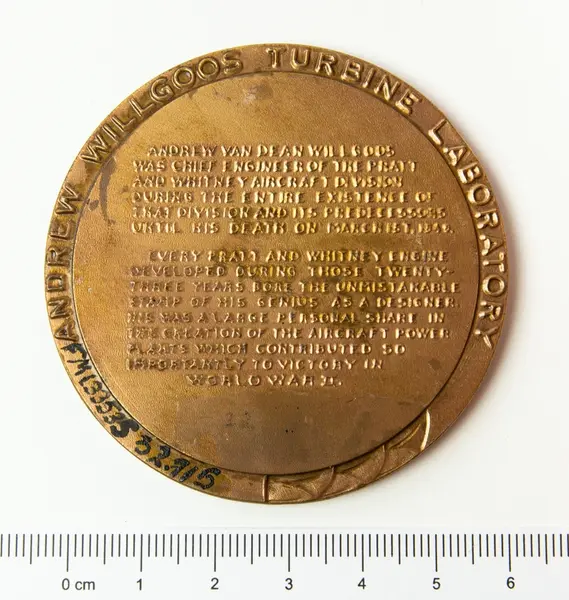 ANDREW WILLGOOS TURBINE LABORATORY
ANDREW VAN DEAN WILLGOOS
WAS CHIEF ENGINEER OF THE PRATT
AND WHITNEY AIRCRAFT DIVISION
DURING THE ENTIRE EXISTENCE OF
THAT DIVISION AND ITS PREDECESSORS
UNTIL HIS DEATH ON MARCH 1ST, 1949.
EVERY PRATT AND WHITNEY ENGINE
DEVELOPED DURING THOSE TWENTY-
THREE YEARS BORE THE UNMISTAKABLE
STAMP OF HIS GENIUS AS A DESIGNER.
HIS WAS A LARGE PERSONAL SHARE IN
THE CREATION OF THE AIRCRAFT POWER
PLANTS WHICH CONTRIBUTED SO
IMPORTANTLY TO VICTORY IN
WORLD WAR II.
0 cm 1 2 3 4 5 6